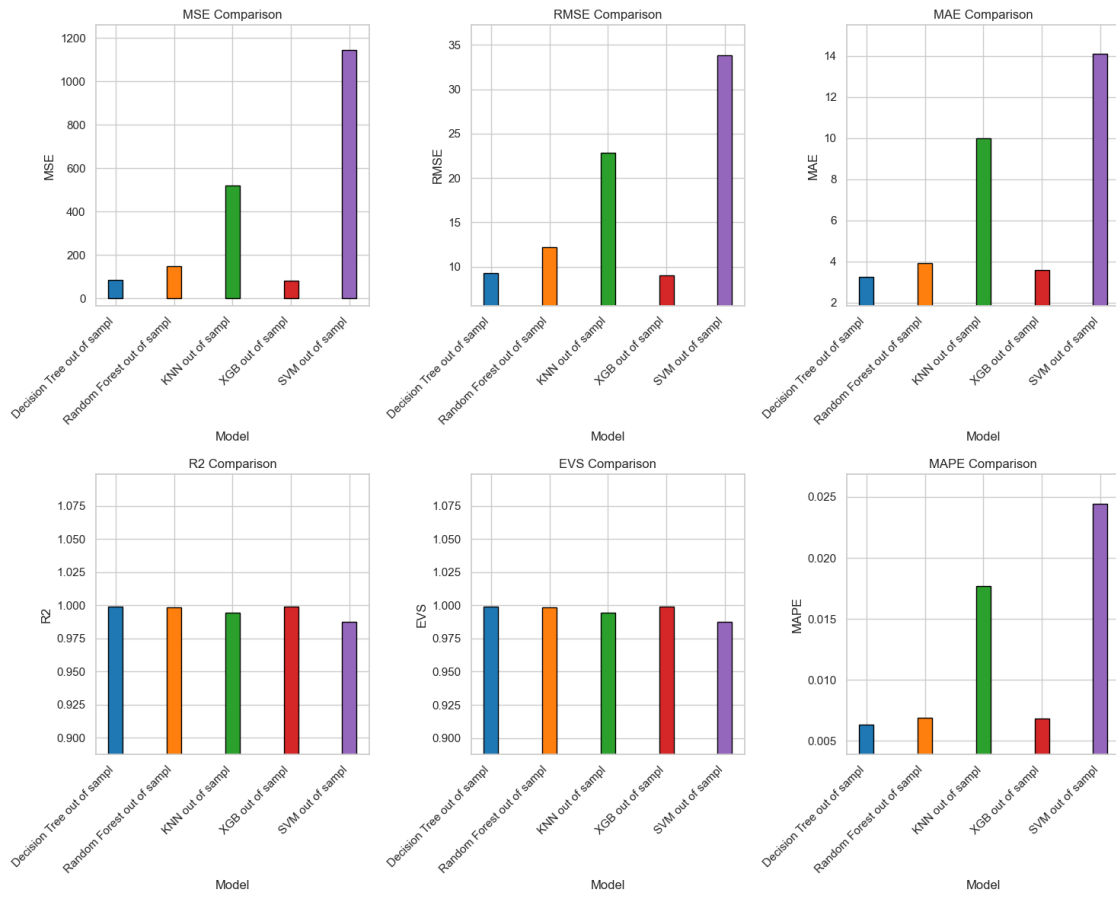 MSE Comparison
1200
1000
800
600
400
200
0
MSE
Decision Tree out of sampl
Random Forest out of sampl
KNN out of sampl
XGB out of sampl
SVM out of sampl
Model
RMSE Comparison
35
30
25
20
15
10
RMSE
Decision Tree out of sampl
Random Forest out of sampl
KNN out of sampl
XGB out of sampl
SVM out of sampl
Model
MAE Comparison
14
12
10
8
6
4
2
MAE
Decision Tree out of sampl
Random Forest out of sampl
KNN out of sampl
XGB out of sampl
SVM out of sampl
Model
R2 Comparison
1.075
1.050
1.025
1.000
0.975
0.950
0.925
0.900
R2
Decision Tree out of sampl
Random Forest out of sampl
KNN out of sampl
XGB out of sampl
SVM out of sampl
Model
EVS Comparison
1.075
1.050
1.025
1.000
0.975
0.950
0.925
0.900
EVS
Decision Tree out of sampl
Random Forest out of sampl
KNN out of sampl
XGB out of sampl
SVM out of sampl
Model
MAPE Comparison
0.025
0.020
0.015
0.010
0.005
MAPE
Decision Tree out of sampl
Random Forest out of sampl
KNN out of sampl
XGB out of sampl
SVM out of sampl
Model